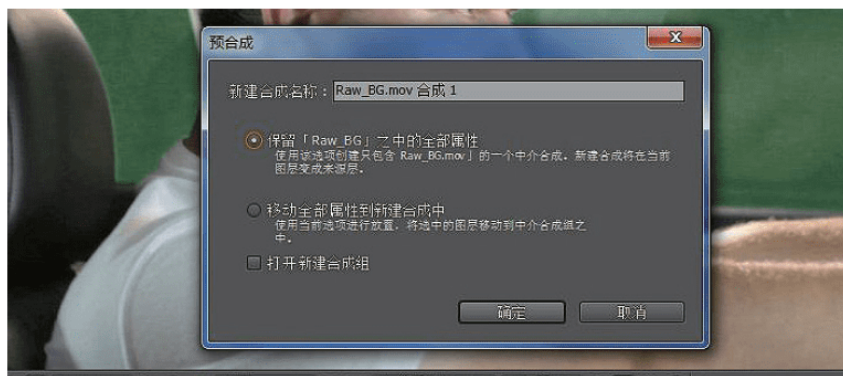 预合成
新建合成名称：Raw_BG.mov 合成 1
保留「Raw_BG」之中的全部属性
使用该选项创建只包含 Raw_BG.mov」的一个中介合成．新建合成将在当前
图层变成来源层．
移动全部属性到新建合成中
使用当前选项进行放置．将选中的图层移动到中介合成组之
中．
打开新建合成组
确定
取消